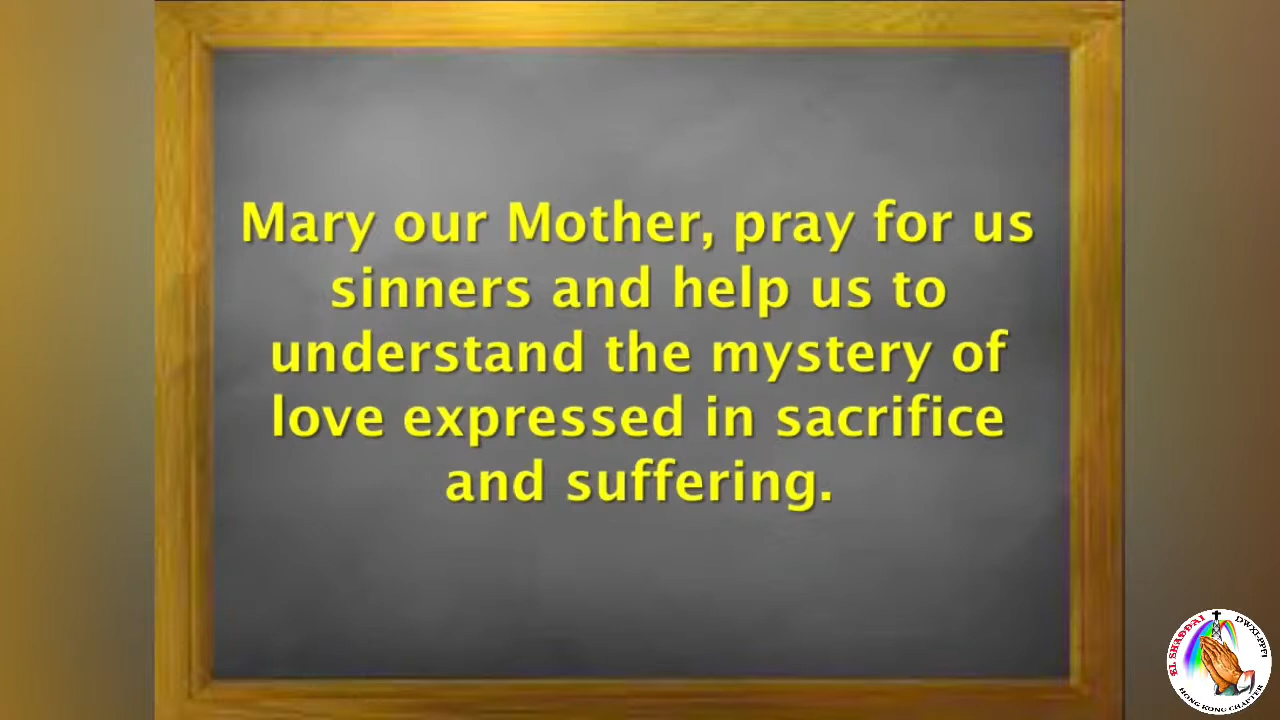 Mary our Mother, pray for us
sinners and help us to
understand the mystery of
love expressed in sacrifice
and suffering.
EL SHADDAI
DWXI-PPFI
HONG KONG CHAPTER